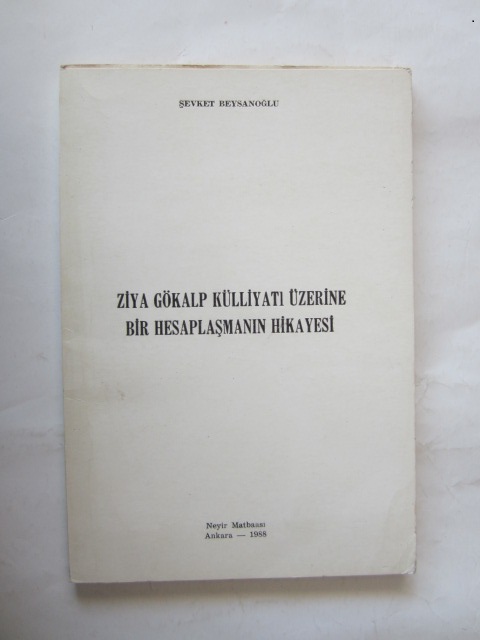 ŞEVKET BEYSANOĞLU
ZİYA GÖKALP KÜLLİYATI ÜZERİNE
BİR HESAPLAŞMANIN HİKAYESİ
Neyir Matbaası
Ankara — 1988